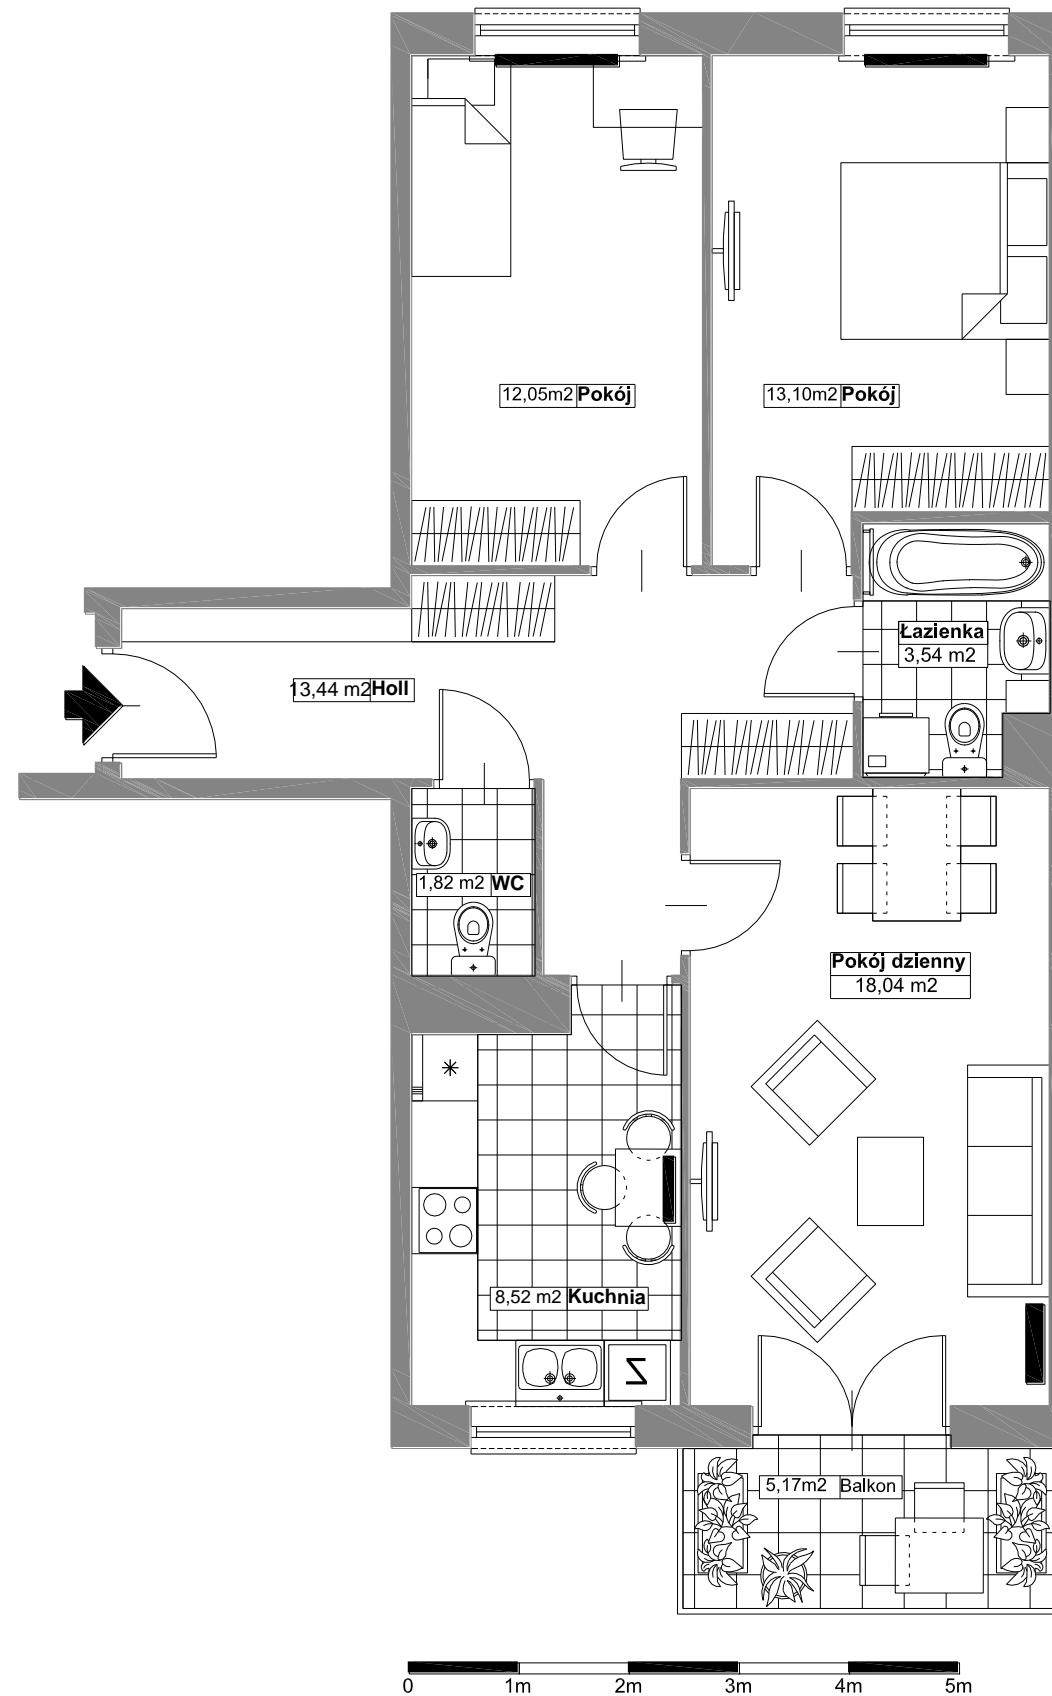 12,05m2 Pokój
13,10m2 Pokój
Łazienka
3,54 m2
13,44 m2 Holl
1,82 m2 WC
Pokój dzienny
18,04 m2
8,52 m2 Kuchnia
Z
5,17m2 Balkon
0 1m 2m 3m 4m 5m